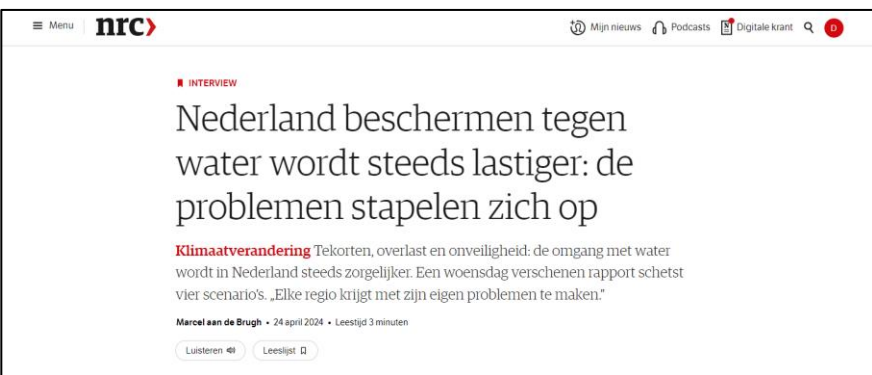 Menu nrc> Mijn nieuws Podcasts Digitale krant D
INTERVIEW
Nederland beschermen tegen
water wordt steeds lastiger: de
problemen stapelen zich op
Klimaatverandering Tekorten, overlast en onveiligheid: de omgang met water
wordt in Nederland steeds zorgelijker. Een woensdag verschenen rapport schetst
vier scenario's. „Elke regio krijgt met zijn eigen problemen te maken."
Marcel aan de Brugh • 24 april 2024 • Leestijd 3 minuten
Luisteren Leeslijst